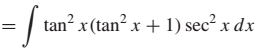 = ∫ tan² x (tan² x + 1) sec² x dx